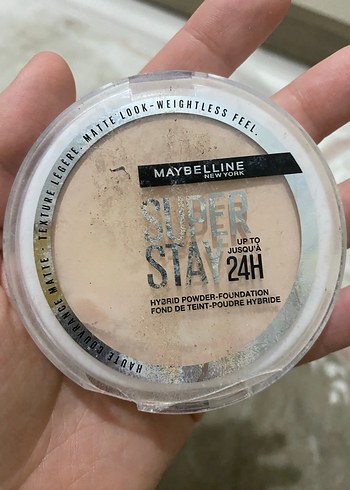 MATTE LOOK-WEIGHTLESS FEEL.
HAUTE COUVRANCE MATTE - TEXTURE LÉGÈRE.
MAYBELLINE
NEW YORK
SUPER
STAY
UP TO
JUSQU'À
24H
HYBRID POWDER-FOUNDATION
FOND DE TEINT-POUDRE HYBRIDE